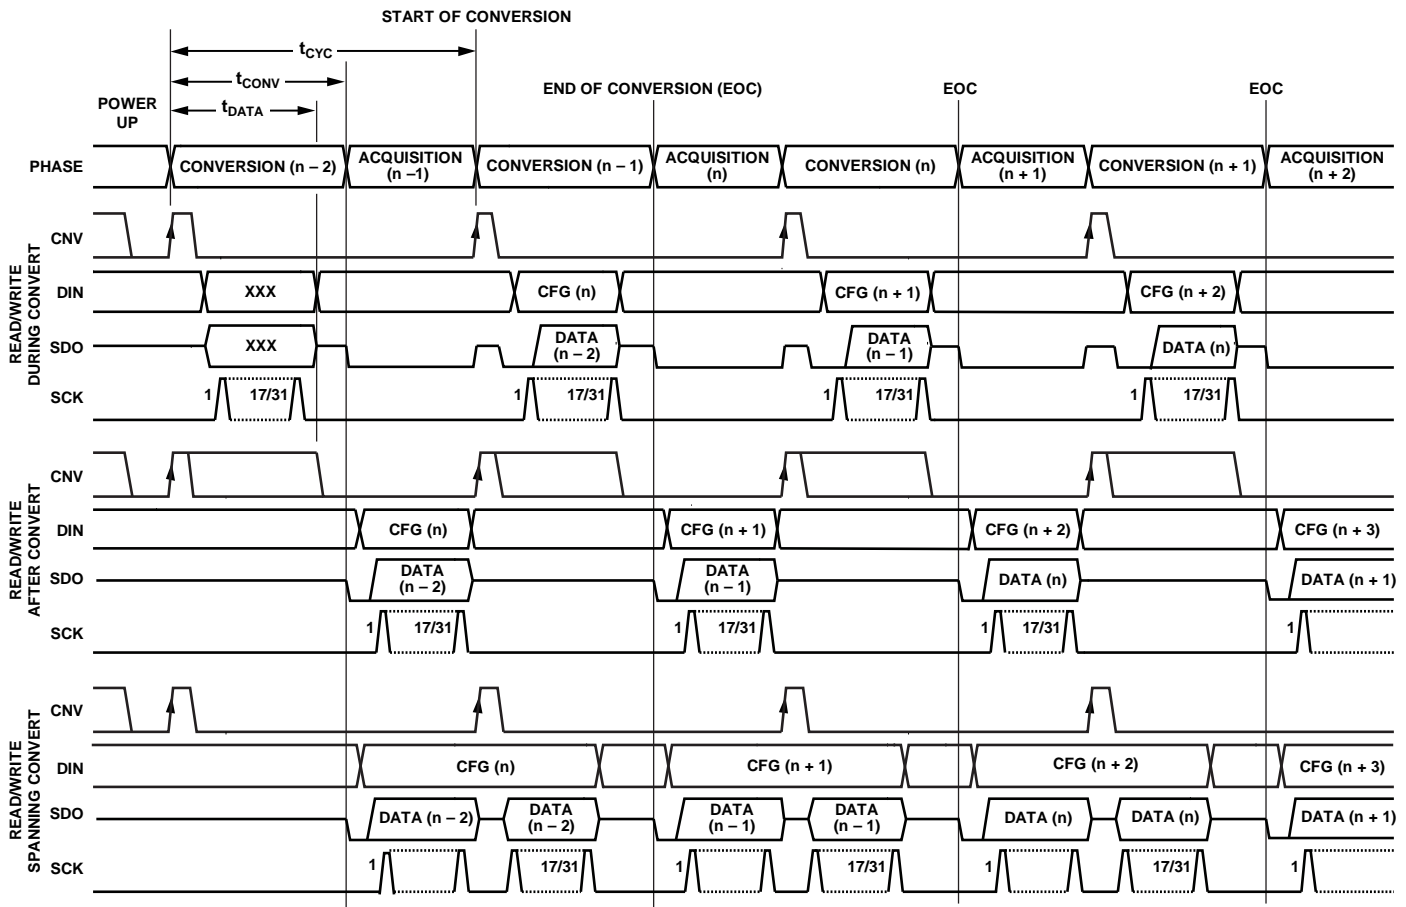 START OF CONVERSION
tCYC
tCONV
END OF CONVERSION (EOC)
EOC
EOC
POWER
UP
tDATA
PHASE
CONVERSION (n – 2)
ACQUISITION
(n –1)
CONVERSION (n – 1)
ACQUISITION
(n)
CONVERSION (n)
ACQUISITION
(n + 1)
CONVERSION (n + 1)
ACQUISITION
(n + 2)
READ/WRITE
DURING CONVERT
CNV
DIN
XXX
CFG (n)
CFG (n + 1)
CFG (n + 2)
SDO
XXX
DATA
(n – 2)
DATA
(n – 1)
DATA (n)
SCK
1
17/31
1
17/31
1
17/31
1
17/31
READ/WRITE
AFTER CONVERT
CNV
DIN
CFG (n)
CFG (n + 1)
CFG (n + 2)
CFG (n + 3)
SDO
DATA
(n – 2)
DATA
(n – 1)
DATA (n)
DATA (n + 1)
SCK
1
17/31
1
17/31
1
17/31
1
READ/WRITE
SPANNING CONVERT
CNV
DIN
CFG (n)
CFG (n + 1)
CFG (n + 2)
CFG (n + 3)
SDO
DATA (n – 2)
DATA
(n – 2)
DATA
(n – 1)
DATA
(n – 1)
DATA (n)
DATA (n)
DATA (n + 1)
SCK
1
17/31
1
17/31
1
17/31
1